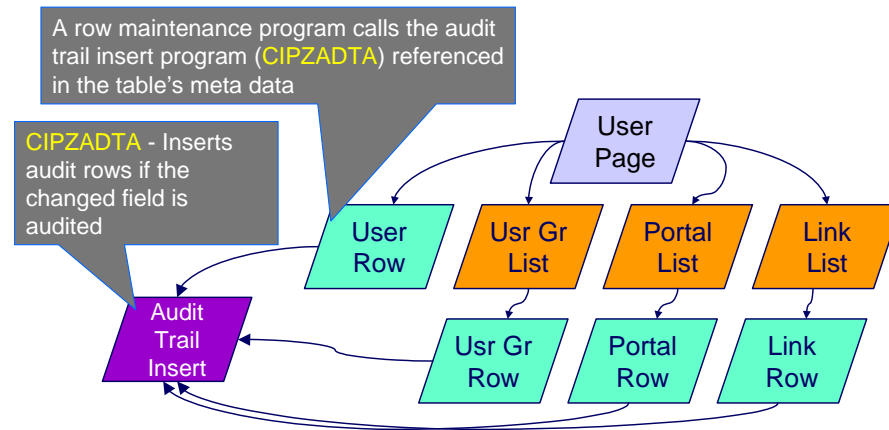 A row maintenance program calls the audit
trail insert program (CIPZADTA) referenced
in the table's meta data
CIPZADTA - Inserts
audit rows if the
changed field is
audited
User
Page
User
Row
Usr Gr
List
Portal
List
Link
List
Audit
Trail
Insert
Usr Gr
Row
Portal
Row
Link
Row